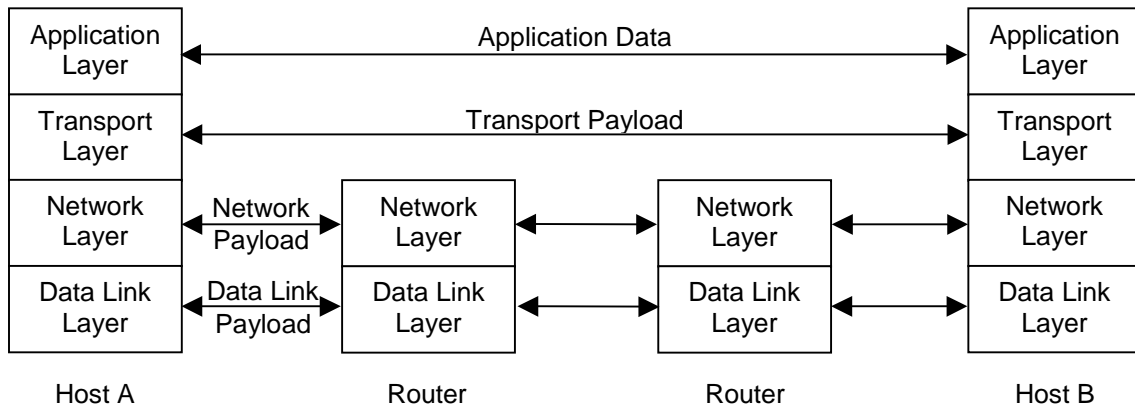 Application
Layer
Application Data
Application
Layer
Transport
Layer
Transport Payload
Transport
Layer
Network
Layer
Network
Payload
Network
Layer
Network
Layer
Network
Layer
Data Link
Layer
Data Link
Payload
Data Link
Layer
Data Link
Layer
Data Link
Layer
Host A
Router
Router
Host B